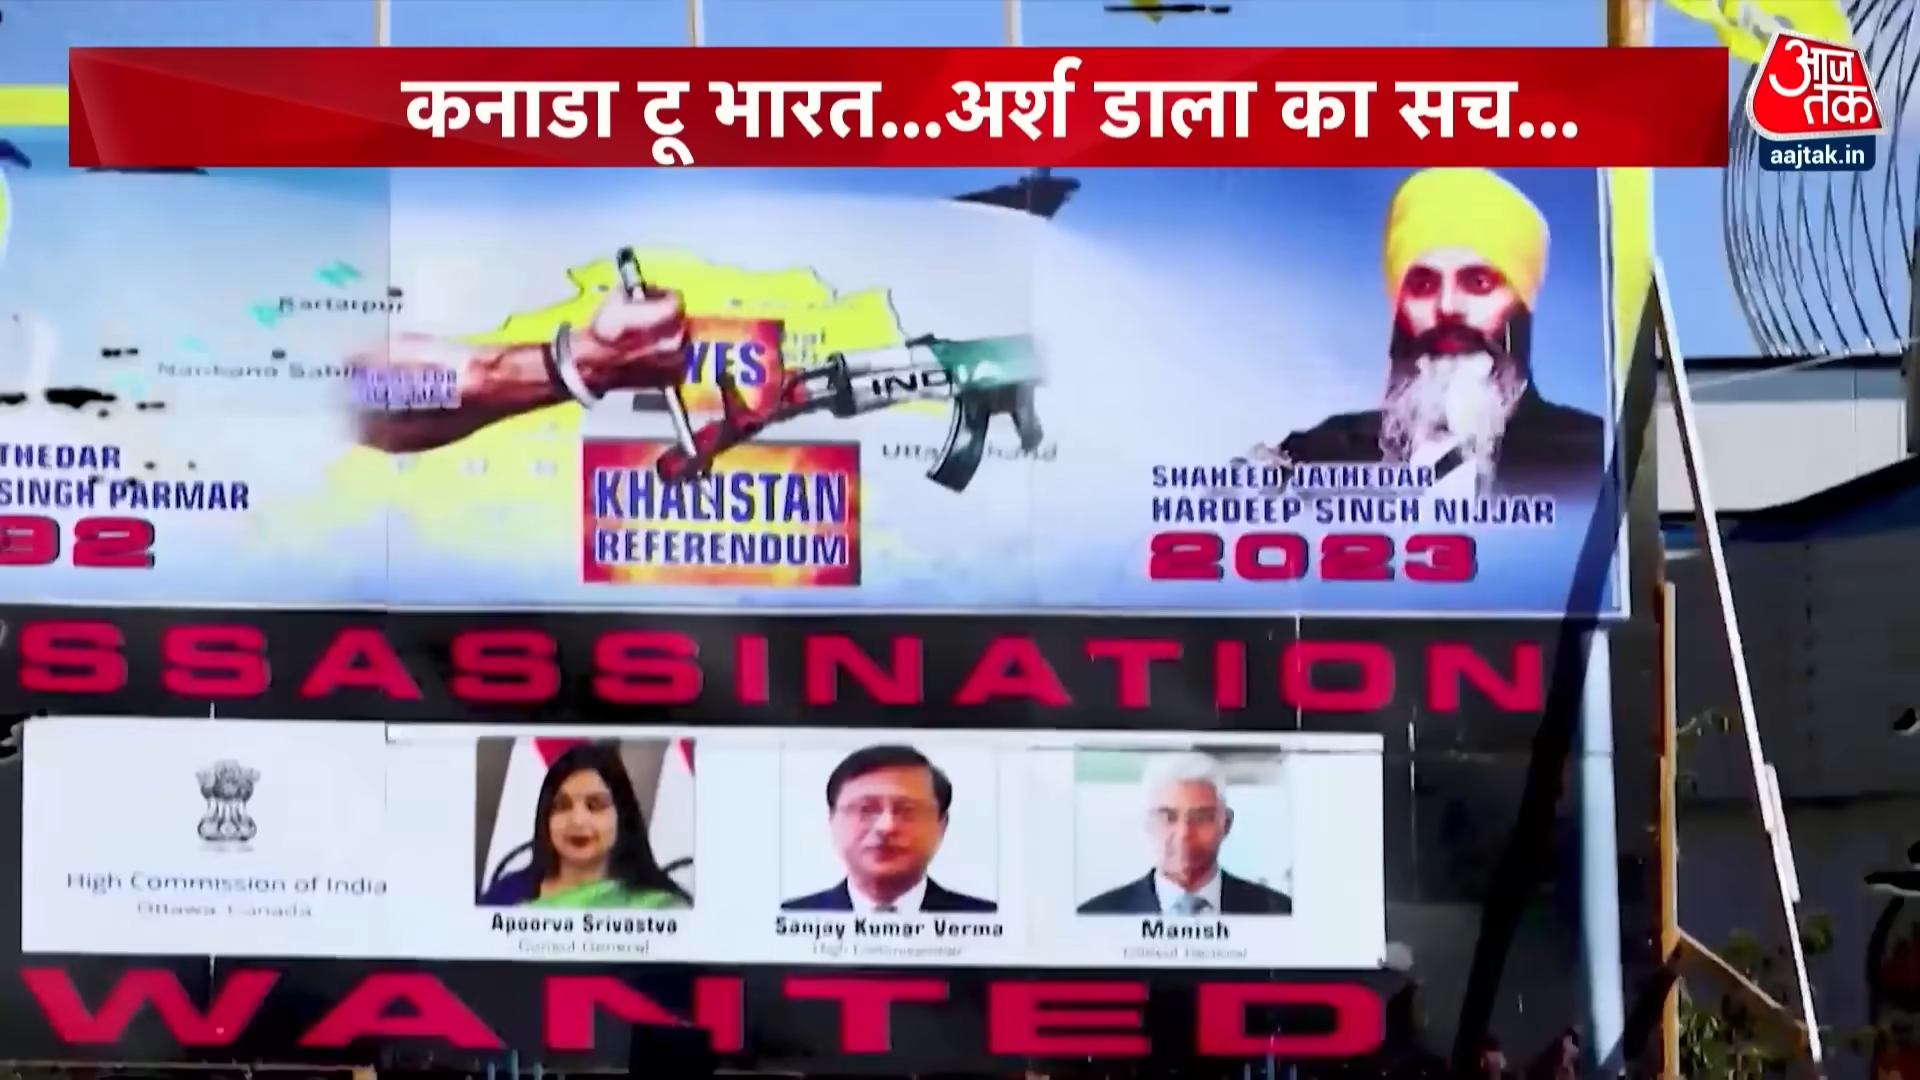 कनाडा टू भारत...अर्श डाला का सच...
आज
तक
aajtak.in
Kartarpur
Nankana Sahib
YES
INDIA
THEDAR
SINGH PARMAR
92
KHALISTAN
REFERENDUM
SHAHEED JATHEDAR
HARDEEP SINGH NIJJAR
2023
SSASSINATION
High Commission of India
Ottawa, Canada
Apoorva Srivastva
Consul General
Sanjay Kumar Verma
High Commissioner
Manish
Consul General
WANTED